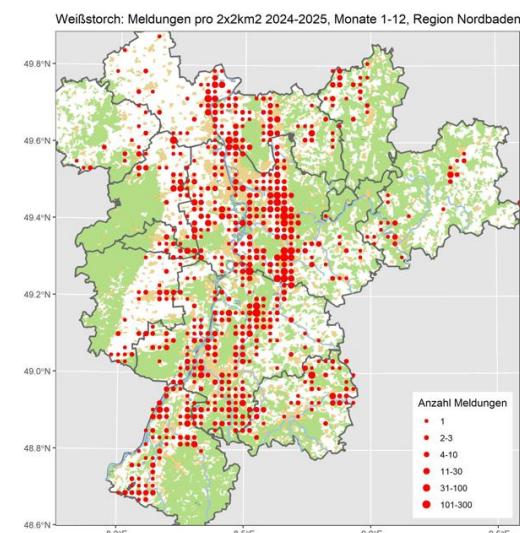 Weißstorch: Meldungen pro 2x2km2 2024-2025, Monate 1-12, Region Nordbaden
49.8°N
49.6°N
49.4°N
49.2°N
49.0°N
48.8°N
48.6°N
Anzahl Meldungen
1
2-3
4-10
11-30
31-100
101-300